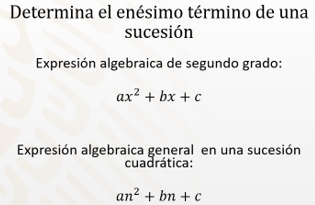 Determina el enésimo término de una
sucesión
Expresión algebraica de segundo grado:
ax² + bx + c
Expresión algebraica general en una sucesión
cuadrática:
an² + bn + c